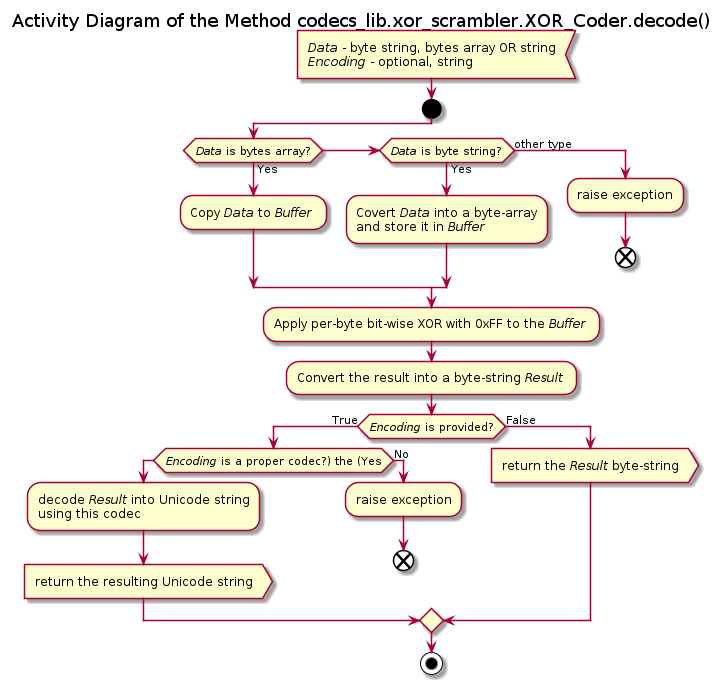 Activity Diagram of the Method codecs_lib.xor_scrambler.XOR_Coder.decode()
Data - byte string, bytes array OR string
Encoding - optional, string
Data is bytes array?
Data is byte string?
other type
Yes
Yes
raise exception
Copy Data to Buffer
Covert Data into a byte-array
and store it in Buffer
Apply per-byte bit-wise XOR with 0xFF to the Buffer
Convert the result into a byte-string Result
True
Encoding is provided?
False
Encoding is a proper codec?) the (Yes
No
return the Result byte-string
decode Result into Unicode string
using this codec
raise exception
return the resulting Unicode string